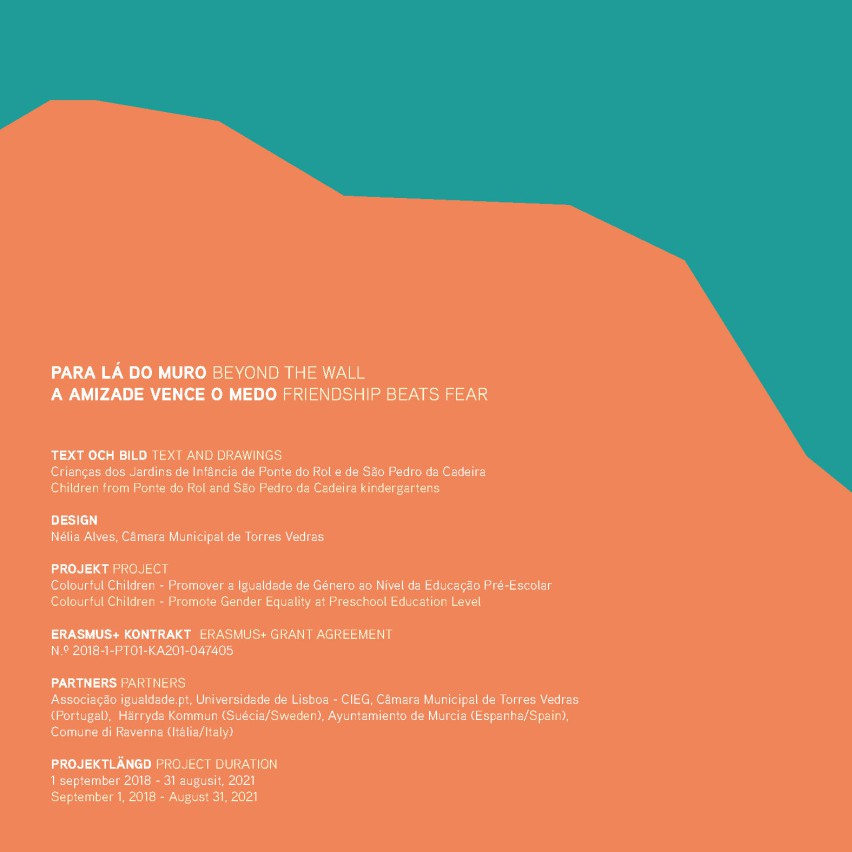 PARA LÁ DO MURO BEYOND THE WALL
A AMIZADE VENCE O MEDO FRIENDSHIP BEATS FEAR
TEXT OCH BILD TEXT AND DRAWINGS
Crianças dos Jardins de Infância de Ponte do Rol e de São Pedro da Cadeira
Children from Ponte do Rol and São Pedro da Cadeira kindergartens
DESIGN
Nélia Alves, Câmara Municipal de Torres Vedras
PROJEKT PROJECT
Colourful Children - Promover a Igualdade de Género ao Nível da Educação Pré-Escolar
Colourful Children - Promote Gender Equality at Preschool Education Level
ERASMUS+ KONTRAKT ERASMUS+ GRANT AGREEMENT
N.º 2018-1-PT01-KA201-047405
PARTNERS PARTNERS
Associação igualdade.pt, Universidade de Lisboa - CIEG, Câmara Municipal de Torres Vedras
(Portugal), Härryda Kommun (Suécia/Sweden), Ayuntamiento de Murcia (Espanha/Spain),
Comune di Ravenna (Itália/Italy)
PROJEKTLÄNGD PROJECT DURATION
1 september 2018 - 31 augusit, 2021
September 1, 2018 - August 31, 2021